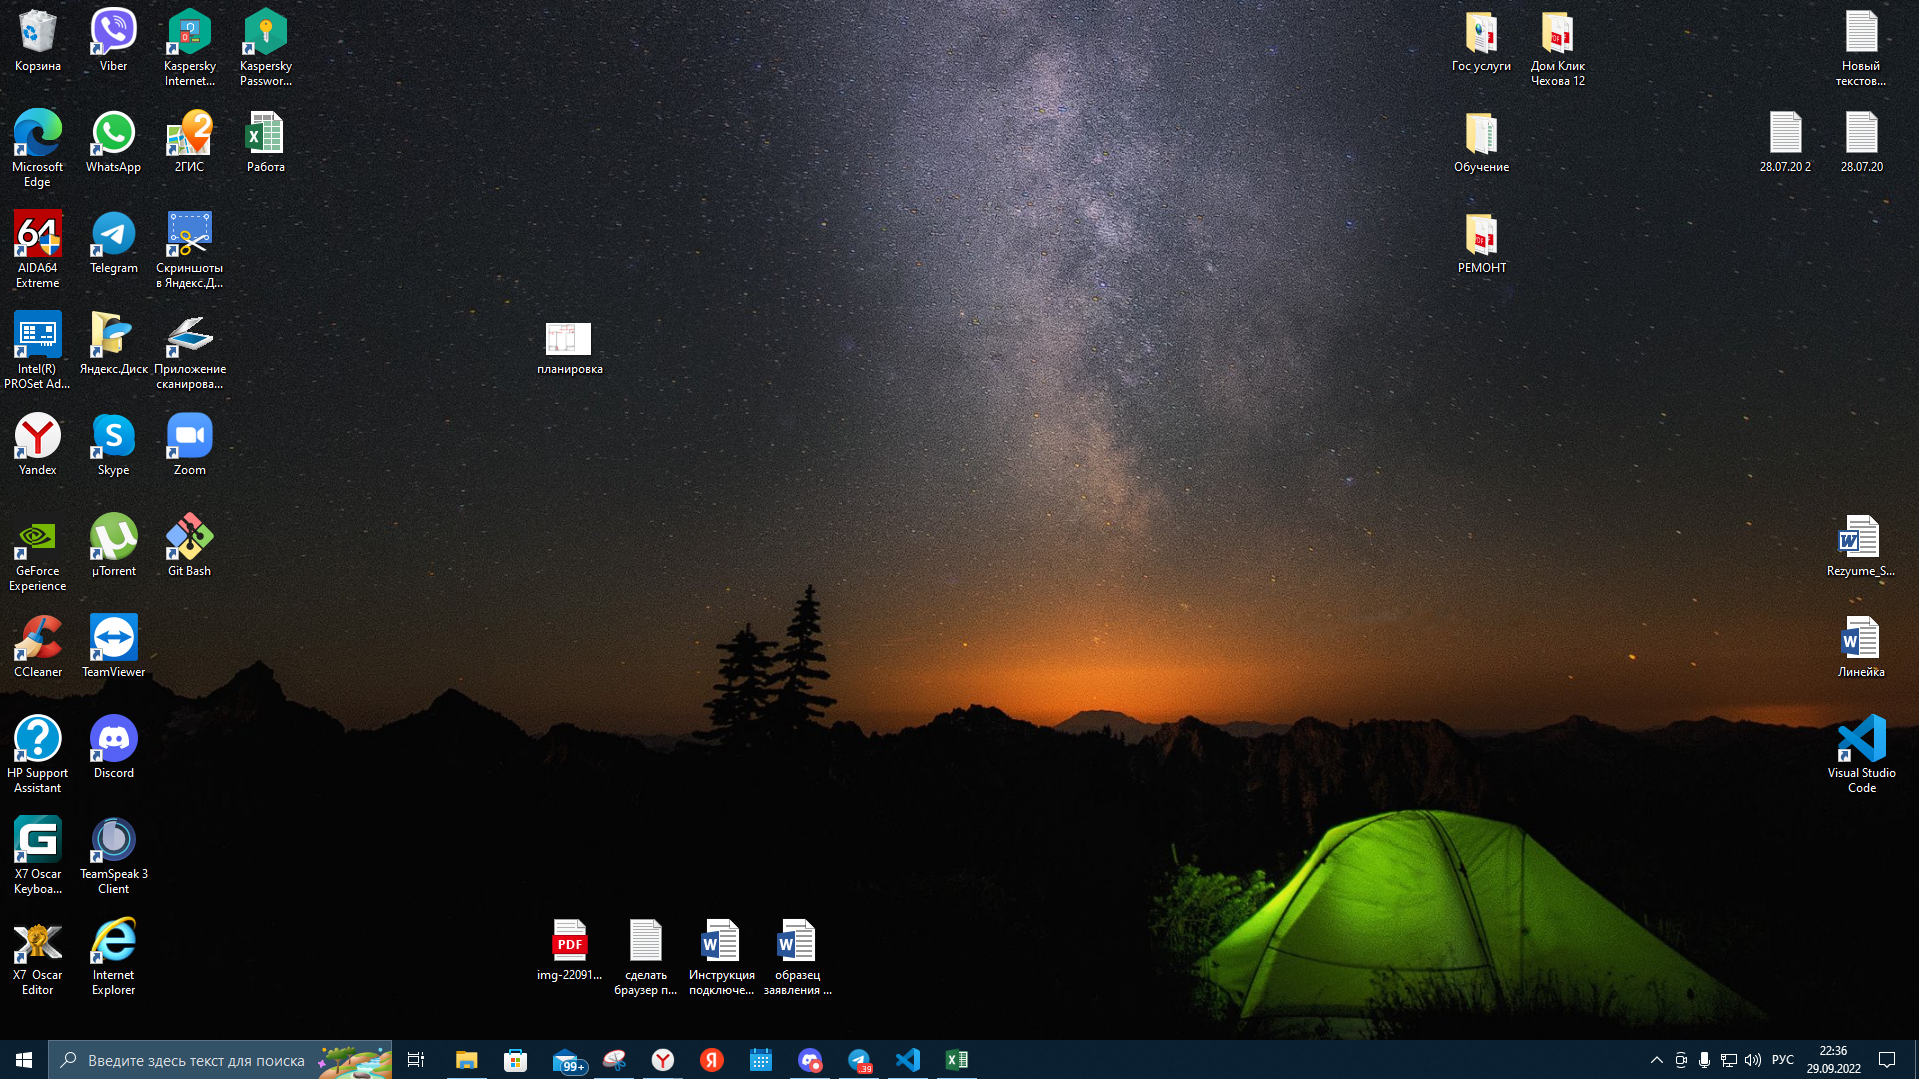 Корзина
Viber
Kaspersky
Internet...
Kaspersky
Passwor...
Гос услуги
Дом Клик
Чехова 12
Новый
текстов...
Microsoft
Edge
WhatsApp
2
2ГИС
Работа
Обучение
28.07.20 2
28.07.20
64
AIDA64
Extreme
Telegram
Скриншоты
в Яндекс.Д...
PDF
РЕМОНТ
Intel(R)
PROSet Ad...
Яндекс.Диск
Приложение
сканирова...
планировка
Yandex
Skype
Zoom
GeForce
Experience
µTorrent
Git Bash
Rezyume_S...
CCleaner
TeamViewer
Линейка
HP Support
Assistant
Discord
Visual Studio
Code
X7 Oscar
Keyboa...
TeamSpeak 3
Client
X7 Oscar
Editor
Internet
Explorer
PDF
img-22091...
сделать
браузер п...
Инструкция
подключе...
образец
заявления ...
Введите здесь текст для поиска
99+
Я
39
РУС
22:36
29.09.2022